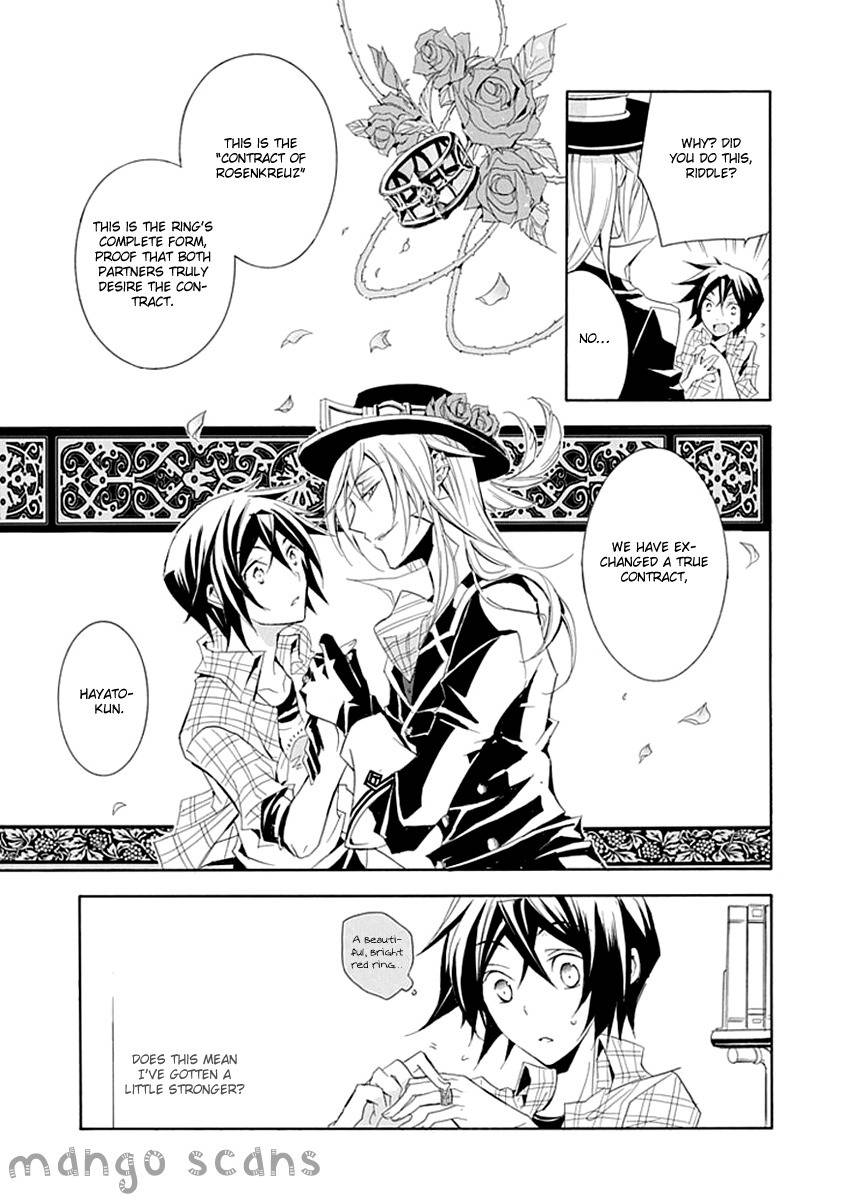 WHY? DID
YOU DO THIS,
RIDDLE?
NO...
THIS IS THE
"CONTRACT OF
ROSENKREUZ"
THIS IS THE RING'S
COMPLETE FORM,
PROOF THAT BOTH
PARTNERS TRULY
DESIRE THE CON-
TRACT.
WE HAVE EX-
CHANGED A TRUE
CONTRACT,
HAYATO-
KUN.
A BEAUTI-
FUL, BRIGHT
RED RING...
DOES THIS MEAN
I'VE GOTTEN A
LITTLE STRONGER?
mango scans